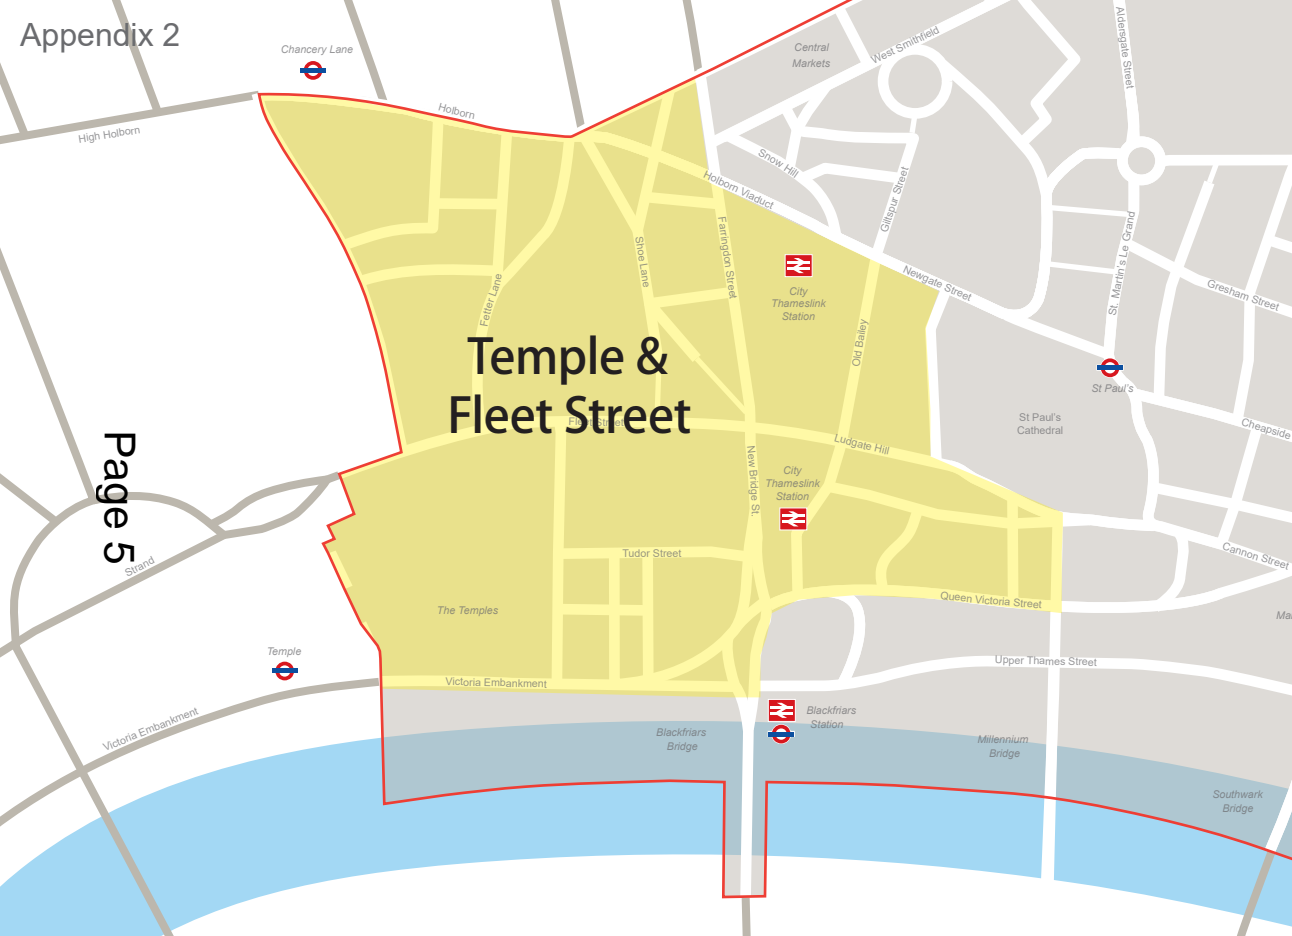 Appendix 2
Chancery Lane
High Holborn
Holborn
Central
Markets
West Smithfield
Aldersgate Street
Snow Hill
Holborn Viaduct
Giltspur Street
St. Martin's Le Grand
Gresham Street
Newgate Street
Shoe Lane
Farringdon Street
City
Thameslink
Station
Fetter Lane
Old Bailey
Temple &
Fleet Street
Fleet Street
St Paul's
St Paul's
Cathedral
Cheapside
Ludgate Hill
New Bridge St.
City
Thameslink
Station
Page 5
Strand
Tudor Street
Cannon Street
The Temples
Queen Victoria Street
Temple
Upper Thames Street
Victoria Embankment
Victoria Embankment
Blackfriars
Station
Blackfriars
Bridge
Millennium
Bridge
Southwark
Bridge